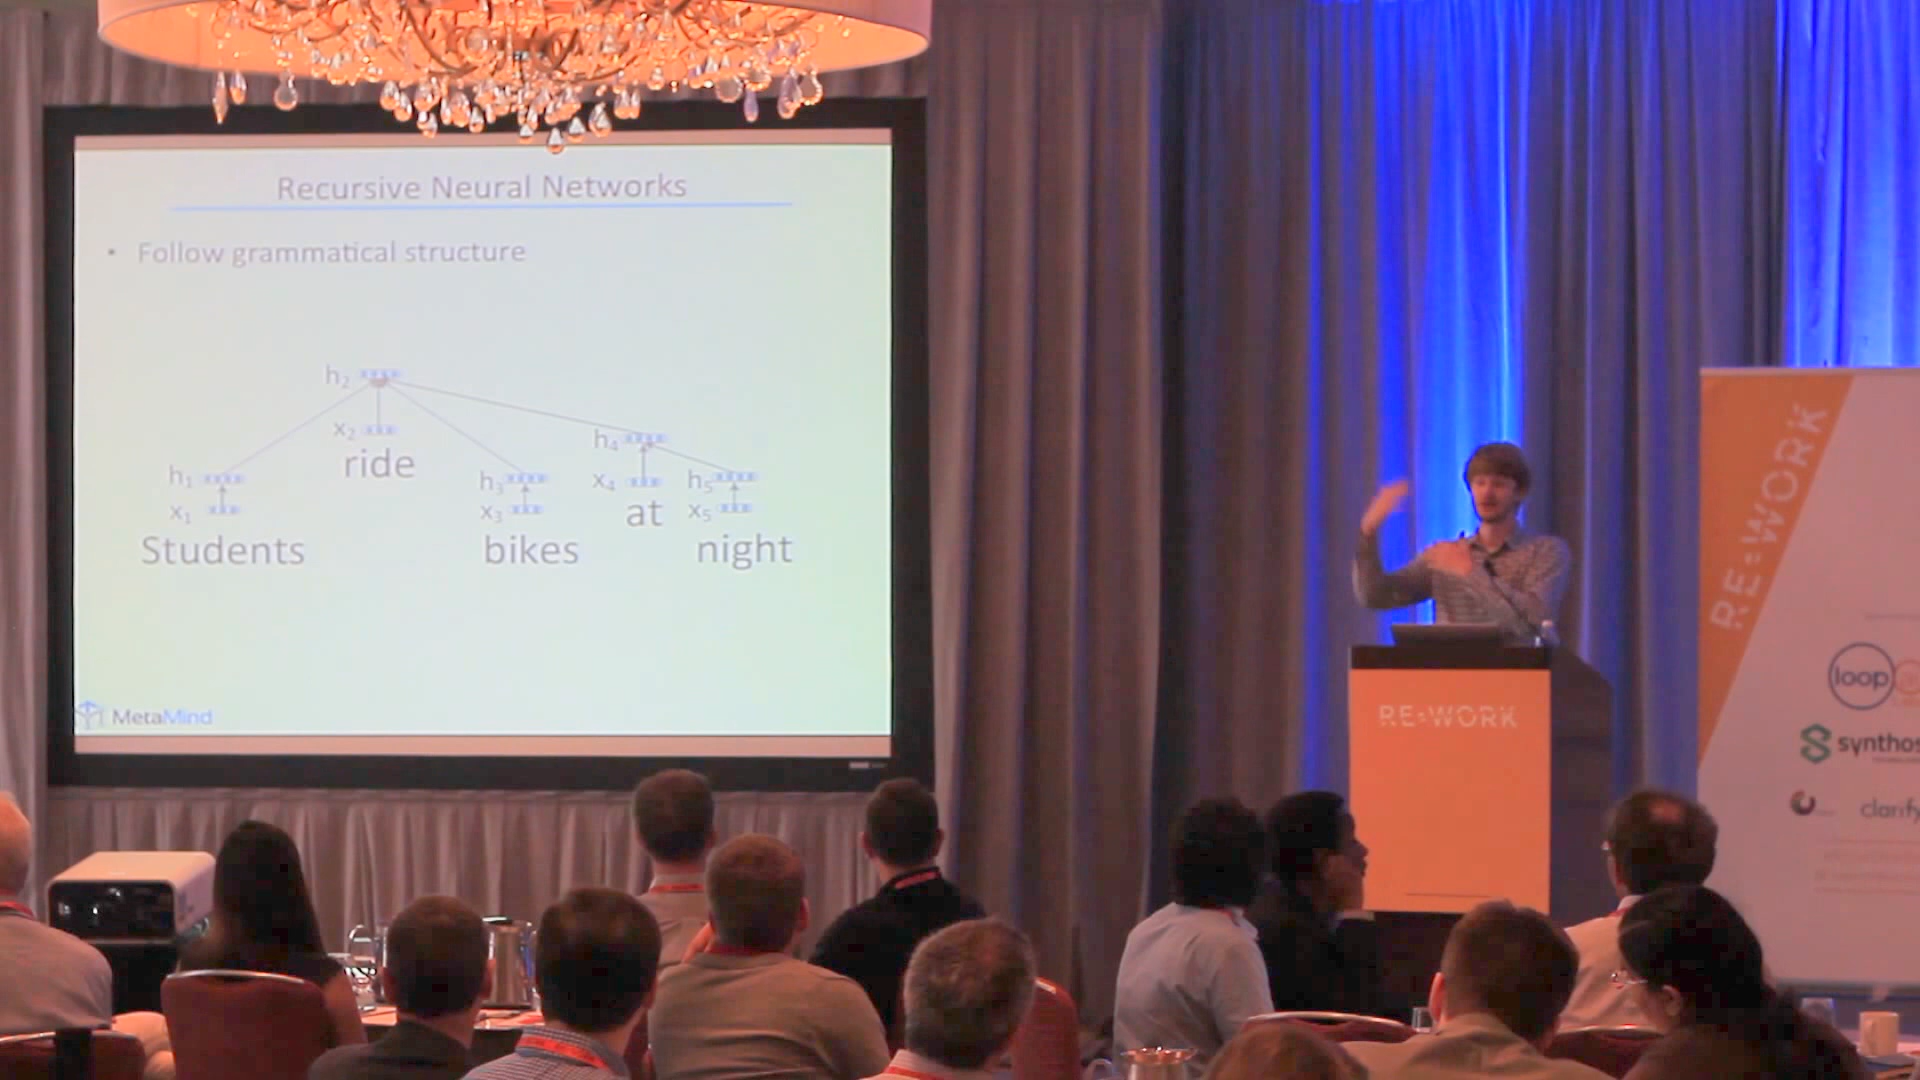 Recursive Neural Networks
• Follow grammatical structure
h2
x2
ride
h4
x4
at
h1
x1
Students
h3
x3
bikes
h5
x5
night
MetaMind
RE•WORK
RE•WORK
loop
synthos
clarify